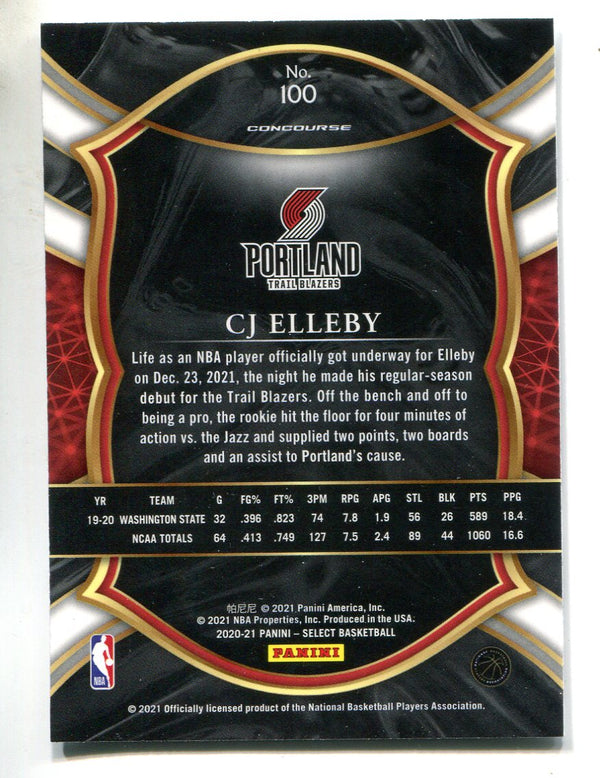 No.
100
CONCOURSE
PORTLAND
TRAIL BLAZERS
CJ ELLEBY
Life as an NBA player officially got underway for Elleby
on Dec. 23, 2021, the night he made his regular-season
debut for the Trail Blazers. Off the bench and off to
being a pro, the rookie hit the floor for four minutes of
action vs. the Jazz and supplied two points, two boards
and an assist to Portland's cause.
YR TEAM G FG% FT% 3PM RPG APG STL BLK PTS PPG
19-20 WASHINGTON STATE 32 .396 .823 74 7.8 1.9 56 26 589 18.4
NCAA TOTALS 64 .413 .749 127 7.5 2.4 89 44 1060 16.6
帕尼尼 © 2021 Panini America, Inc.
© 2021 NBA Properties, Inc. Produced in the USA.
2020-21 PANINI – SELECT BASKETBALL
PANINI
NBA
© 2021 Officially licensed product of the National Basketball Players Association.